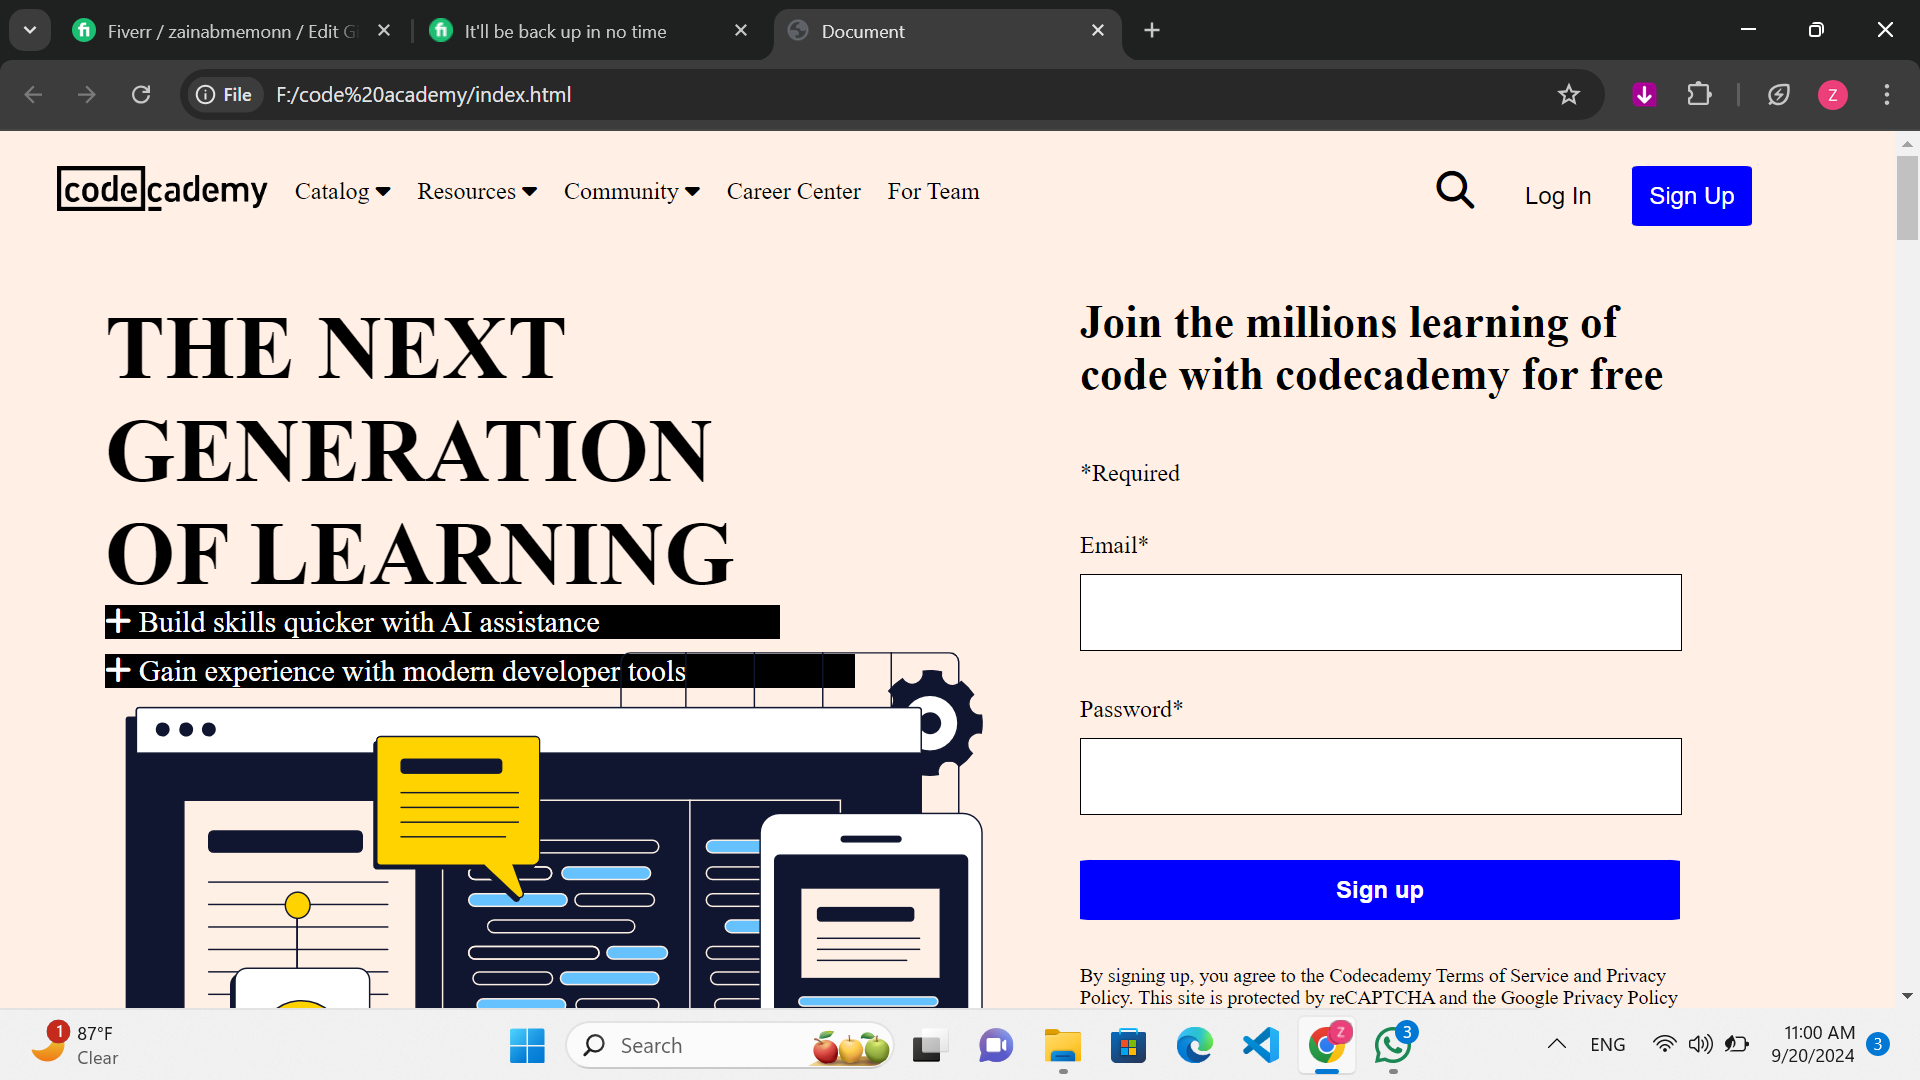 Fiverr / zainabmemonn / Edit Gi
It'll be back up in no time
Document
File
F:/code%20academy/index.html
Z
codecademy
Catalog
Resources
Community
Career Center
For Team
Log In
Sign Up
THE NEXT
GENERATION
OF LEARNING
Build skills quicker with AI assistance
Gain experience with modern developer tools
Join the millions learning of
code with codecademy for free
*Required
Email*
Password*
Sign up
By signing up, you agree to the Codecademy Terms of Service and Privacy
Policy. This site is protected by reCAPTCHA and the Google Privacy Policy
1
87°F
Clear
Search
Z
3
ENG
11:00 AM
9/20/2024
3